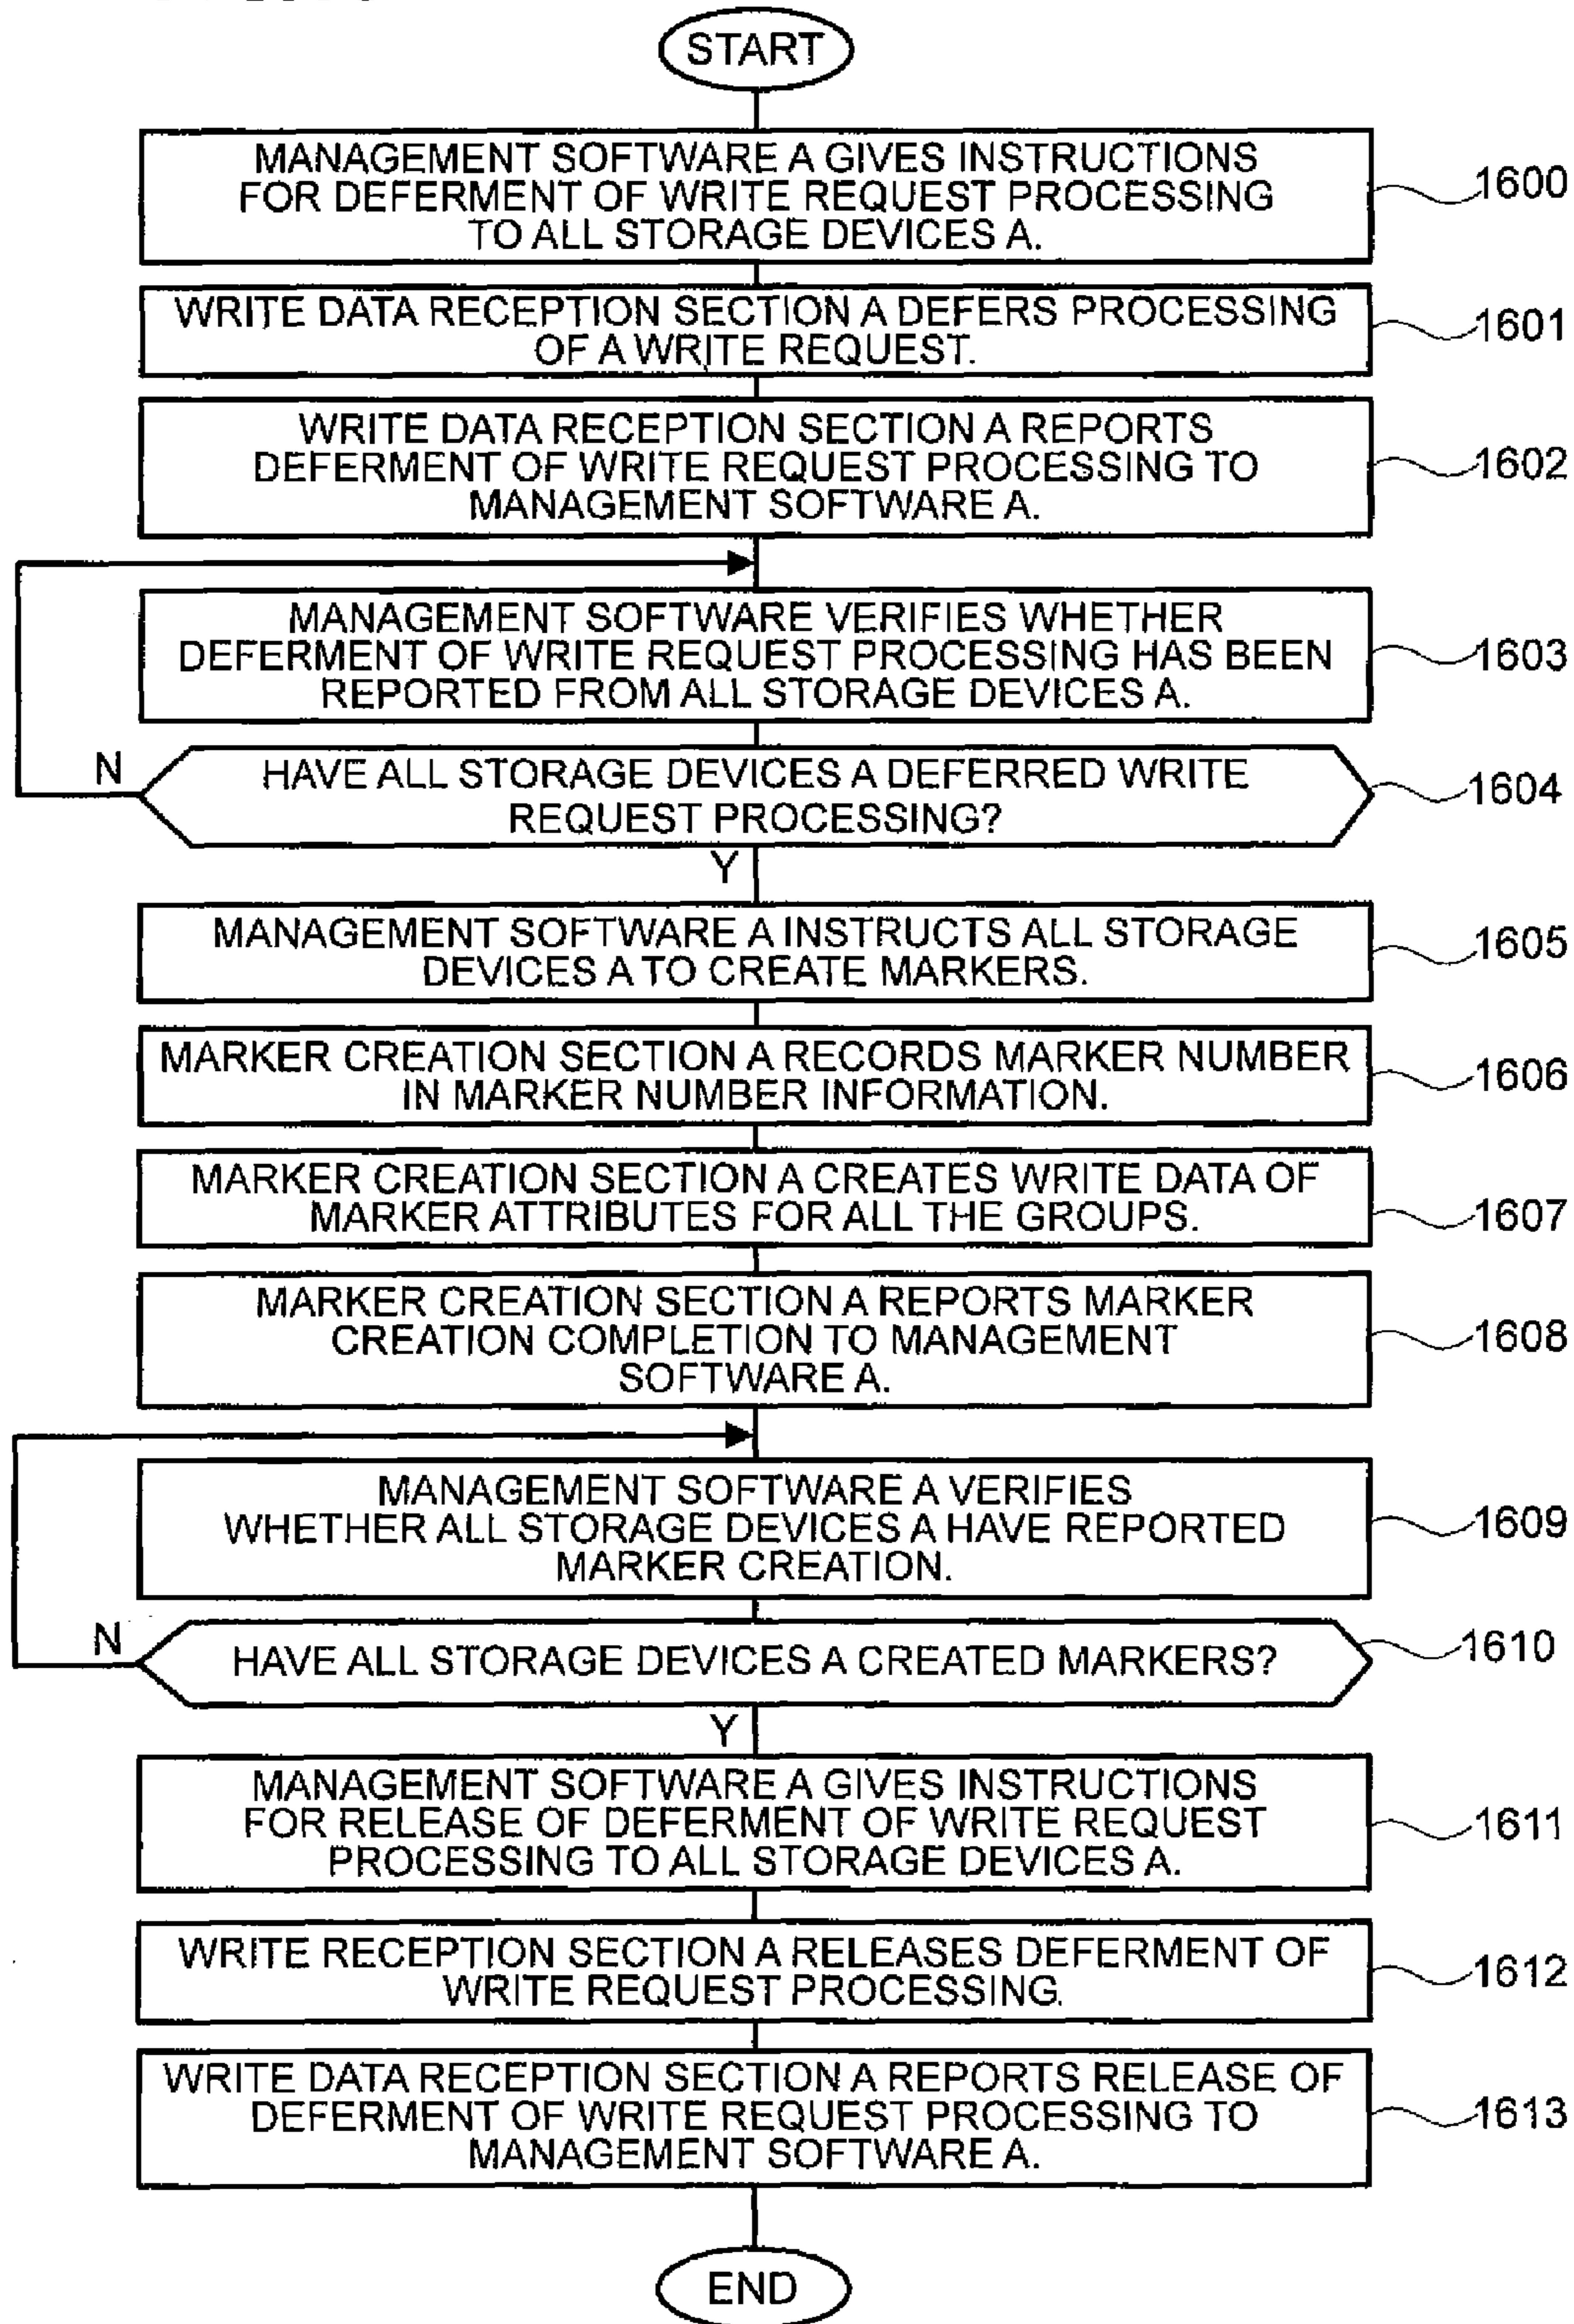 START
MANAGEMENT SOFTWARE A GIVES INSTRUCTIONS
FOR DEFERMENT OF WRITE REQUEST PROCESSING
TO ALL STORAGE DEVICES A.
1600
WRITE DATA RECEPTION SECTION A DEFERS PROCESSING
OF A WRITE REQUEST.
1601
WRITE DATA RECEPTION SECTION A REPORTS
DEFERMENT OF WRITE REQUEST PROCESSING TO
MANAGEMENT SOFTWARE A.
1602
MANAGEMENT SOFTWARE VERIFIES WHETHER
DEFERMENT OF WRITE REQUEST PROCESSING HAS BEEN
REPORTED FROM ALL STORAGE DEVICES A.
1603
N
HAVE ALL STORAGE DEVICES A DEFERRED WRITE
REQUEST PROCESSING?
1604
Y
MANAGEMENT SOFTWARE A INSTRUCTS ALL STORAGE
DEVICES A TO CREATE MARKERS.
1605
MARKER CREATION SECTION A RECORDS MARKER NUMBER
IN MARKER NUMBER INFORMATION.
1606
MARKER CREATION SECTION A CREATES WRITE DATA OF
MARKER ATTRIBUTES FOR ALL THE GROUPS.
1607
MARKER CREATION SECTION A REPORTS MARKER
CREATION COMPLETION TO MANAGEMENT
SOFTWARE A.
1608
MANAGEMENT SOFTWARE A VERIFIES
WHETHER ALL STORAGE DEVICES A HAVE REPORTED
MARKER CREATION.
1609
N
HAVE ALL STORAGE DEVICES A CREATED MARKERS?
1610
Y
MANAGEMENT SOFTWARE A GIVES INSTRUCTIONS
FOR RELEASE OF DEFERMENT OF WRITE REQUEST
PROCESSING TO ALL STORAGE DEVICES A.
1611
WRITE RECEPTION SECTION A RELEASES DEFERMENT OF
WRITE REQUEST PROCESSING.
1612
WRITE DATA RECEPTION SECTION A REPORTS RELEASE OF
DEFERMENT OF WRITE REQUEST PROCESSING TO
MANAGEMENT SOFTWARE A.
1613
END